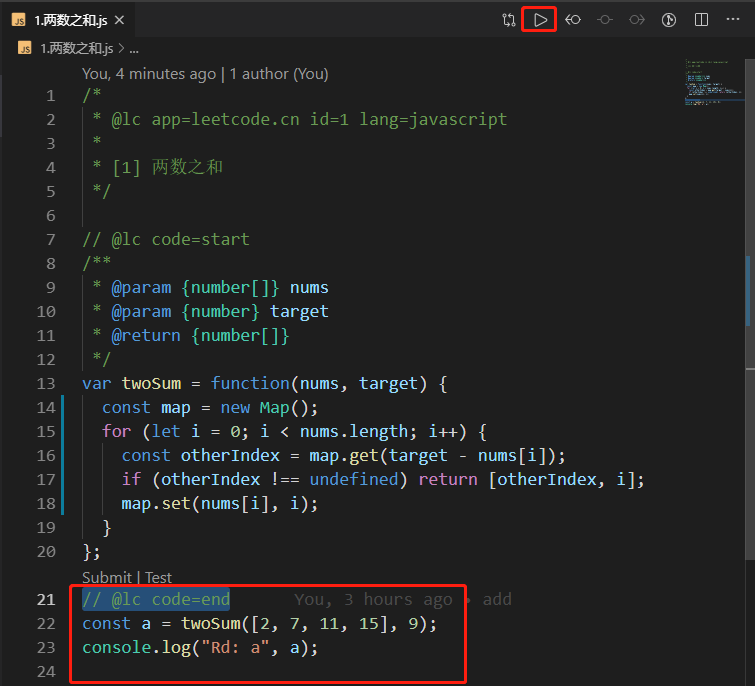 JS 1.两数之和.js ×
JS 1.两数之和.js > ...
You, 4 minutes ago | 1 author (You)
1 /*
2  * @lc app=leetcode.cn id=1 lang=javascript
3  *
4  * [1] 两数之和
5  */
6
7 // @lc code=start
8 /**
9  * @param {number[]} nums
10  * @param {number} target
11  * @return {number[]}
12  */
13 var twoSum = function(nums, target) {
14   const map = new Map();
15   for (let i = 0; i < nums.length; i++) {
16     const otherIndex = map.get(target - nums[i]);
17     if (otherIndex !== undefined) return [otherIndex, i];
18     map.set(nums[i], i);
19   }
20 };
Submit | Test
21 // @lc code=end You, 3 hours ago • add
22 const a = twoSum([2, 7, 11, 15], 9);
23 console.log("Rd: a", a);
24